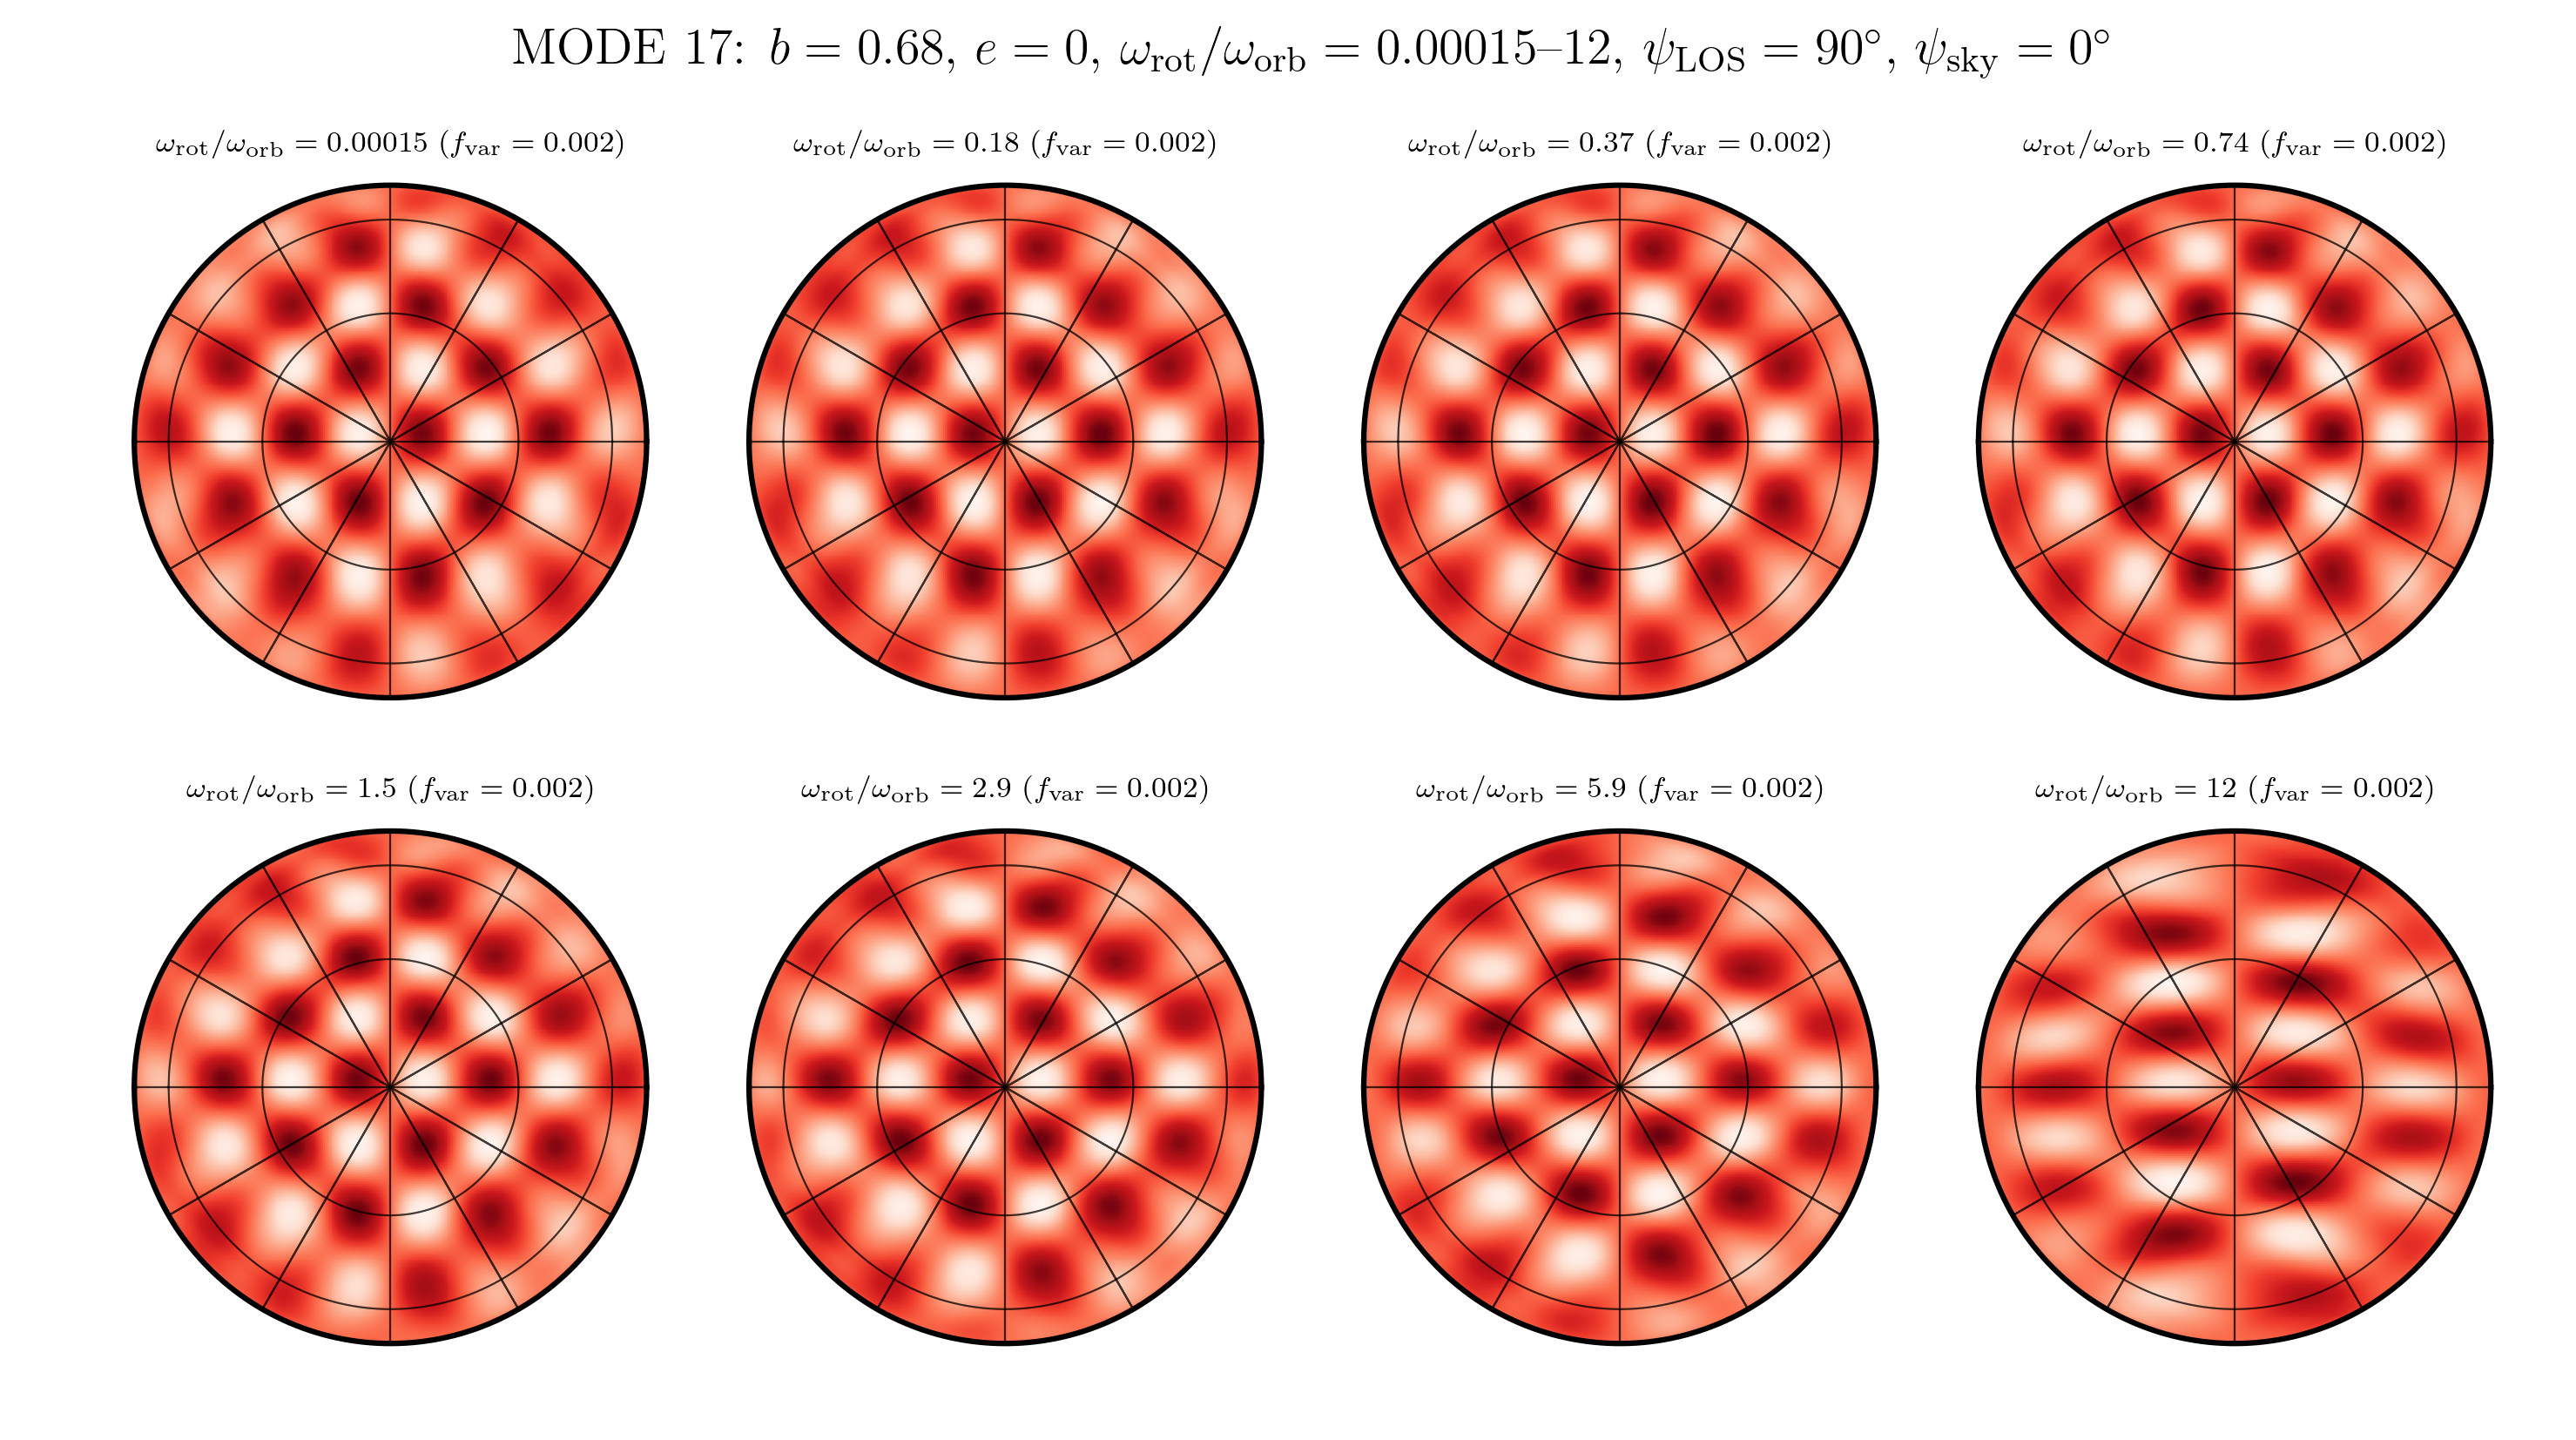 MODE 17: b = 0.68, e = 0, ω_rot/ω_orb = 0.00015–12, ψ_LOS = 90°, ψ_sky = 0°
ω_rot/ω_orb = 0.00015 (f_var = 0.002)
ω_rot/ω_orb = 0.18 (f_var = 0.002)
ω_rot/ω_orb = 0.37 (f_var = 0.002)
ω_rot/ω_orb = 0.74 (f_var = 0.002)
ω_rot/ω_orb = 1.5 (f_var = 0.002)
ω_rot/ω_orb = 2.9 (f_var = 0.002)
ω_rot/ω_orb = 5.9 (f_var = 0.002)
ω_rot/ω_orb = 12 (f_var = 0.002)